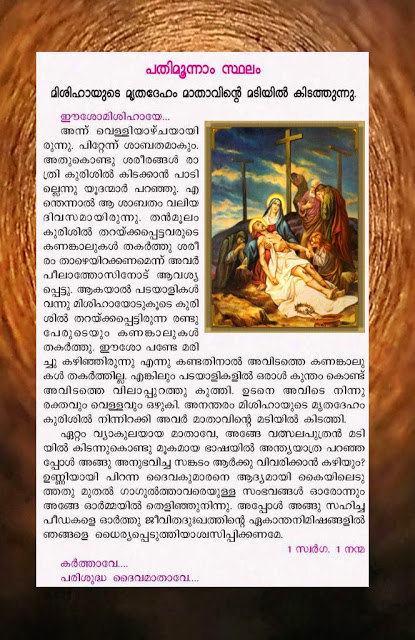 പതിമൂന്നാം സ്ഥലം
മിശിഹായുടെ മൃതദേഹം മാതാവിന്റെ മടിയിൽ കിടത്തുന്നു.
ഈശോമിശിഹായേ...
അന്ന് വെള്ളിയാഴ്ചയായി
രുന്നു. പിറ്റേന്ന് ശാബതമാകും.
അതുകൊണ്ടു ശരീരങ്ങൾ രാ
ത്രി കുരിശിൽ കിടക്കാൻ പാടി
ല്ലെന്നു യൂദന്മാർ പറഞ്ഞു. എ
ന്തെന്നാൽ ആ ശാബതം വലിയ
ദിവസമായിരുന്നു. തൻമൂലം
കുരിശിൽ തറയ്ക്കപ്പെട്ടവരുടെ
കണങ്കാലുകൾ തകർത്തു ശരീ
രം താഴെയിറക്കണമെന്ന് അവർ
പീലാത്തോസിനോട് ആവശ്യ
പ്പെട്ടു. ആകയാൽ പടയാളികൾ
വന്നു മിശിഹായോടുകൂടെ കുരി
ശിൽ തറയ്ക്കപ്പെട്ടിരുന്ന രണ്ടു
പേരുടെയും കണങ്കാലുകൾ
തകർത്തു. ഈശോ പണ്ടേ മരി
ച്ചു കഴിഞ്ഞിരുന്നു എന്നു കണ്ടതിനാൽ അവിടത്തെ കണങ്കാലു
കൾ തകർത്തില്ല. എങ്കിലും പടയാളികളിൽ ഒരാൾ കുന്തം കൊണ്ട്
അവിടത്തെ വിലാപ്പുറത്തു കുത്തി. ഉടനെ അവിടെ നിന്നു
രക്തവും വെള്ളവും ഒഴുകി. അനന്തരം മിശിഹായുടെ മൃതദേഹം
കുരിശിൽ നിന്നിറക്കി അവർ മാതാവിന്റെ മടിയിൽ കിടത്തി.
ഏറ്റം വ്യാകുലയായ മാതാവേ, അങ്ങേ വത്സലപുത്രൻ മടി
യിൽ കിടന്നുകൊണ്ടു മൂകമായ ഭാഷയിൽ അന്ത്യയാത്ര പറഞ്ഞ
പ്പോൾ അങ്ങു അനുഭവിച്ച സങ്കടം ആർക്കു വിവരിക്കാൻ കഴിയും?
ഉണ്ണിയായി പിറന്ന ദൈവകുമാരനെ ആദ്യമായി കൈയിലെടു
ത്തതു മുതൽ ഗാഗുൽത്താവരെയുള്ള സംഭവങ്ങൾ ഓരോന്നും
അങ്ങേ ഓർമ്മയിൽ തെളിഞ്ഞുനിന്നു. അപ്പോൾ അങ്ങു സഹിച്ച
പീഡകളെ ഓർത്തു ജീവിതദുഃഖത്തിന്റെ ഏകാന്തനിമിഷങ്ങളിൽ
ഞങ്ങളെ ധൈര്യപ്പെടുത്തിയാശ്വസിപ്പിക്കണമേ.
1 സ്വർഗ. 1 നന്മ
കർത്താവേ....
പരിശുദ്ധ ദൈവമാതാവേ....